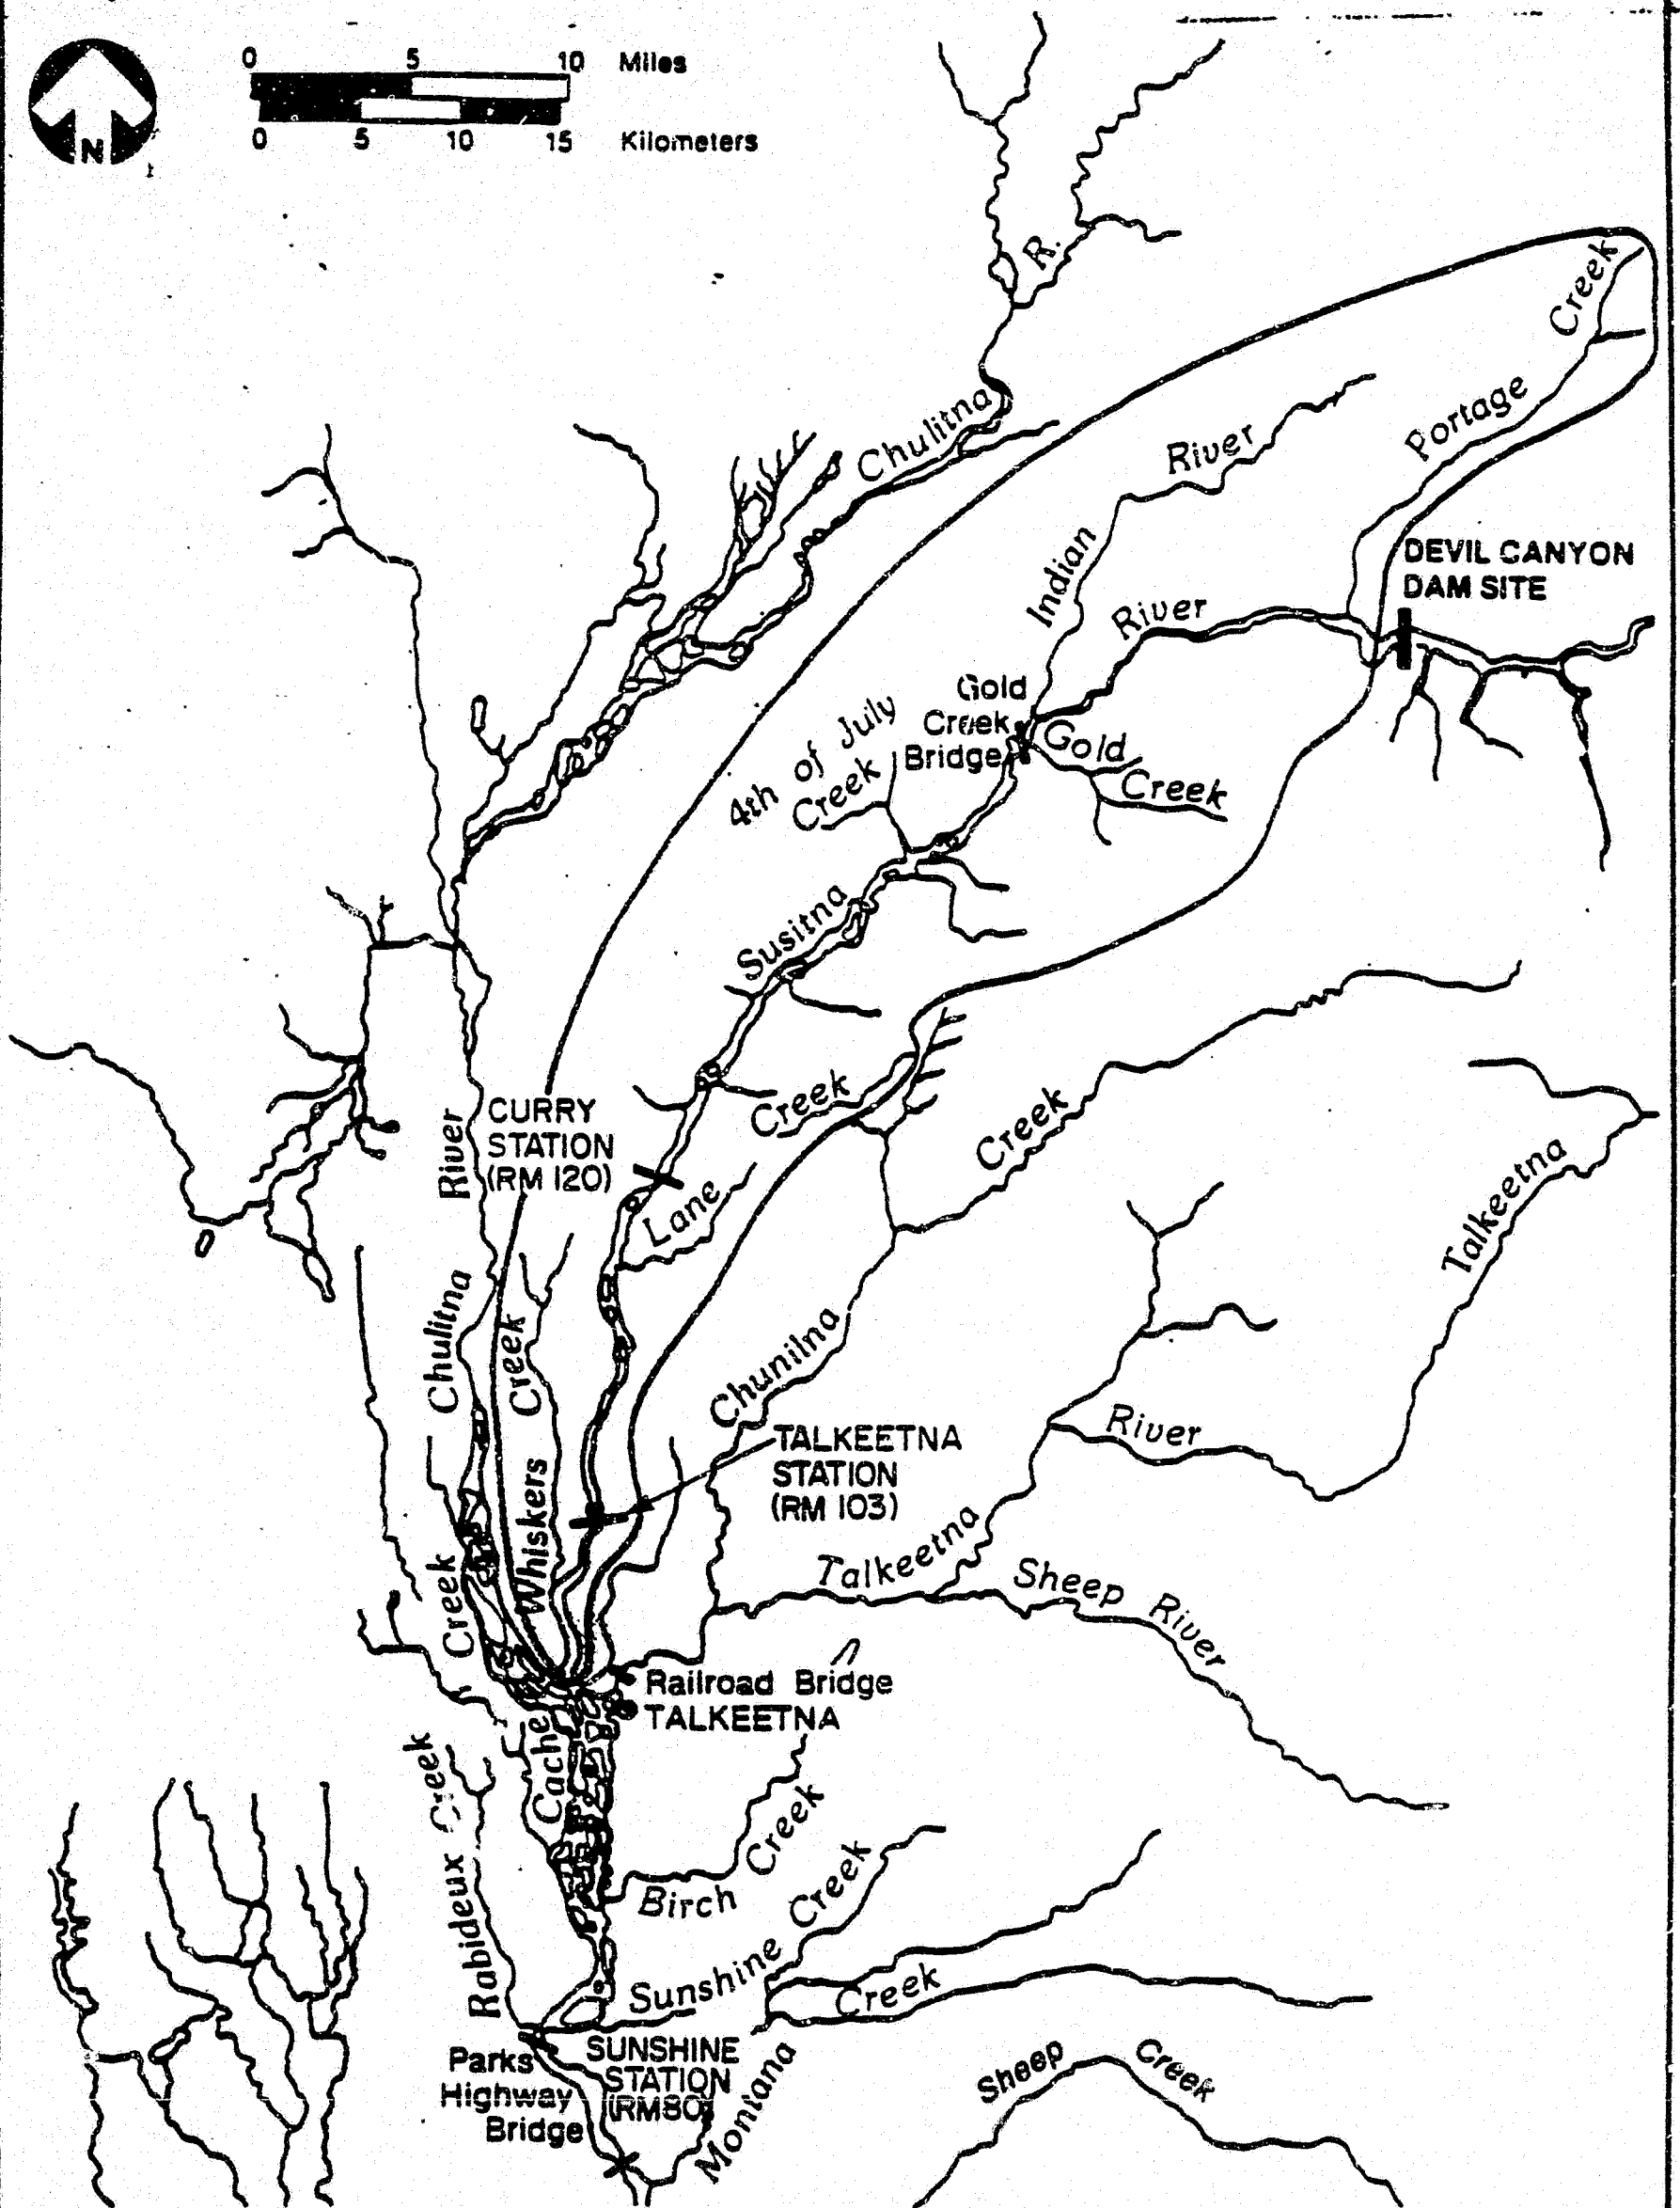 0 5 10 Miles
0 5 10 15 Kilometers
N
R.
Chulitna
Creek
Portage
River
Indian
DEVIL CANYON
DAM SITE
River
Gold
Creek
Bridge
Gold
Creek
4th of July
Creek
Susitna
CURRY
STATION
(RM 120)
River
Creek
Lane
Creek
Talkeetna
Chulitna
Creek
Whiskers
Chunilna
TALKEETNA
STATION
(RM 103)
River
Talkeetna
Sheep River
Creek
Cache
Railroad Bridge
TALKEETNA
Rabideux Creek
Birch Creek
Sunshine Creek
Creek
Montana
SUNSHINE
STATION
(RM80)
Parks
Highway
Bridge
Sheep Creek